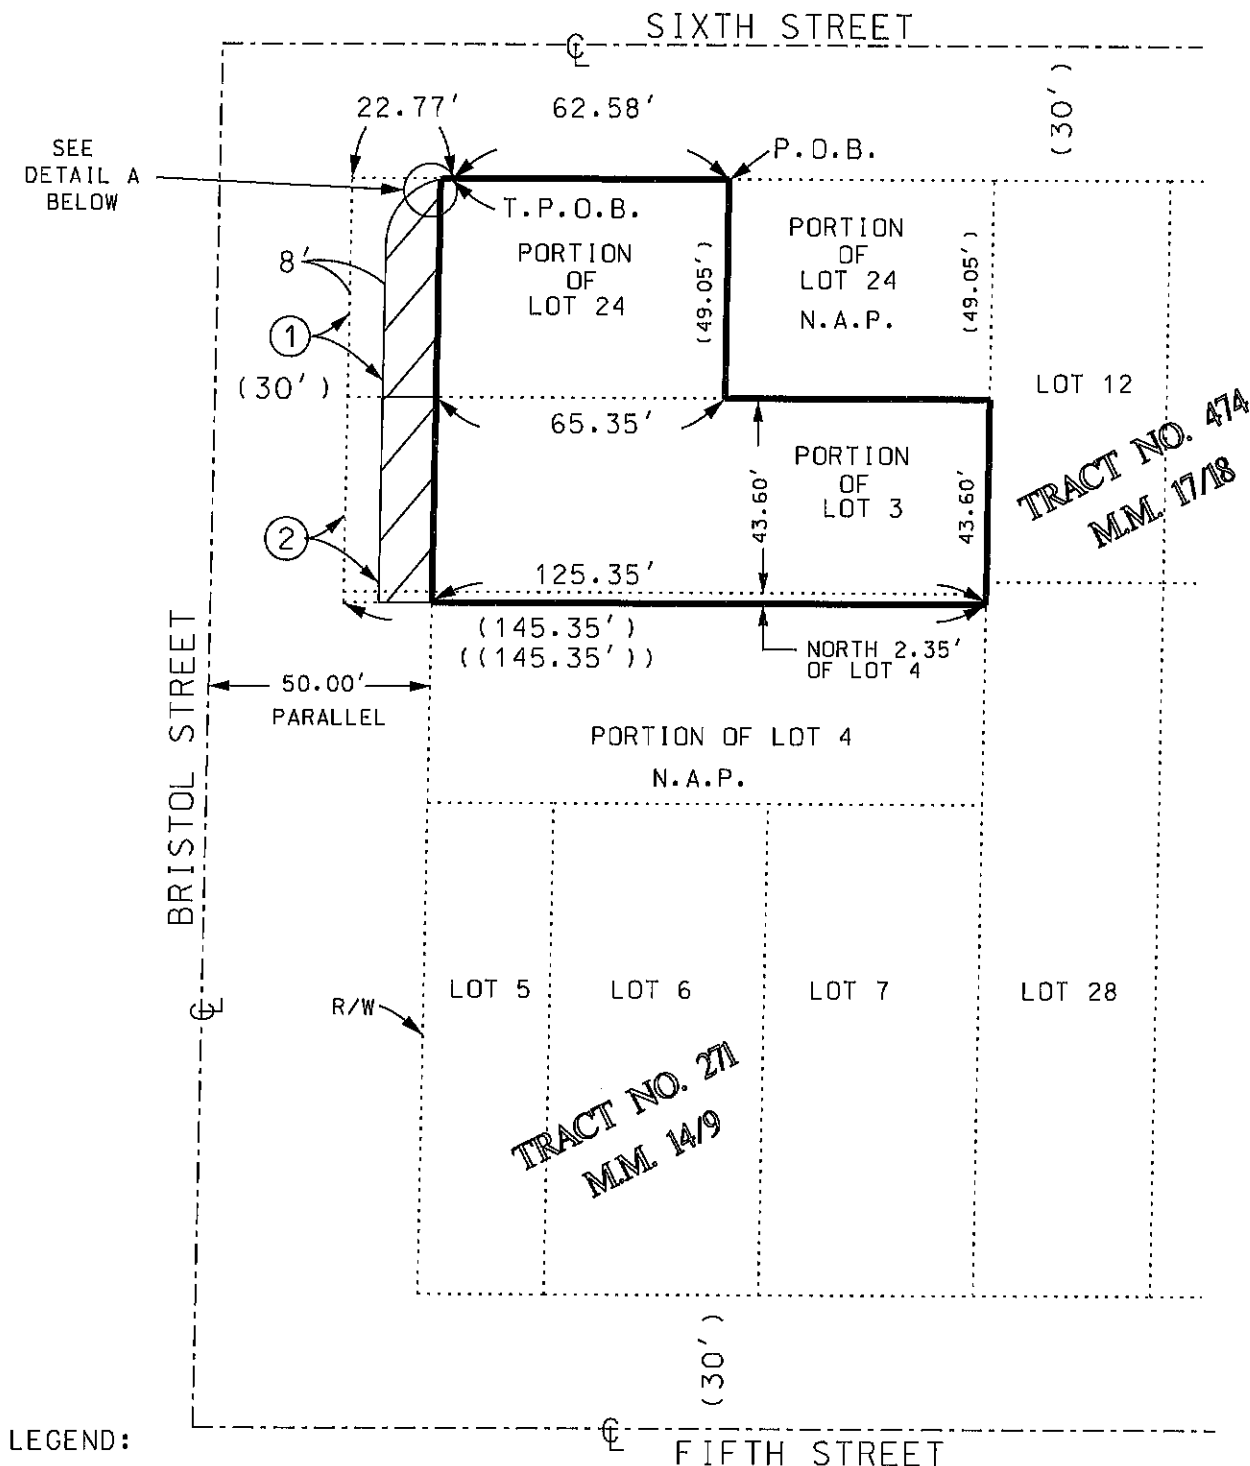 SIXTH STREET
℄
(30')
22.77'
62.58'
SEE
DETAIL A
BELOW
P.O.B.
T.P.O.B.
PORTION
OF
LOT 24
(49.05')
PORTION
OF
LOT 24
N.A.P.
(49.05')
8'
1
(30')
LOT 12
65.35'
TRACT NO. 474
M.M. 17/18
PORTION
OF
LOT 3
43.60'
43.60'
2
125.35'
(145.35')
((145.35'))
NORTH 2.35'
OF LOT 4
50.00'
PARALLEL
BRISTOL STREET
PORTION OF LOT 4
N.A.P.
LOT 5
LOT 6
LOT 7
LOT 28
℄
R/W
TRACT NO. 271
M.M. 14/9
(30')
LEGEND:
℄
FIFTH STREET